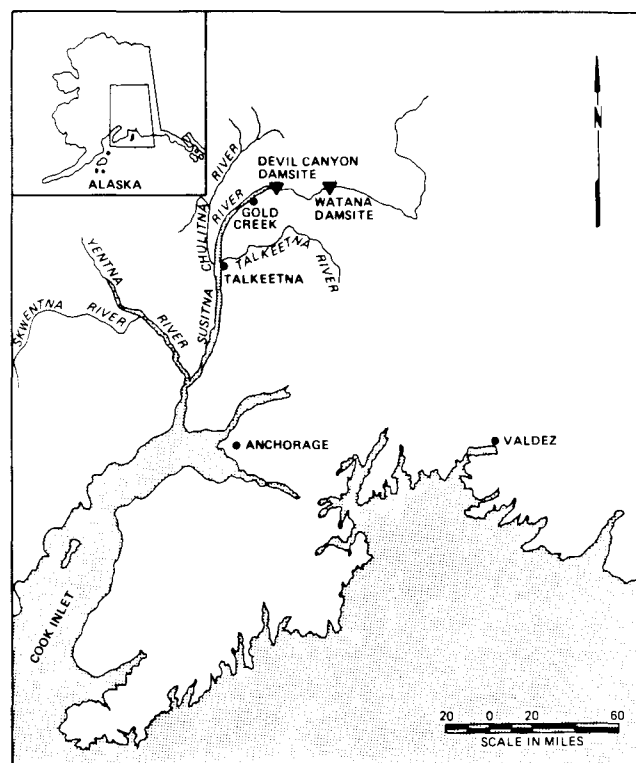 ALASKA
N
DEVIL CANYON
DAMSITE
WATANA
DAMSITE
GOLD
CREEK
CHULITNA RIVER
SUSITNA RIVER
TALKEETNA RIVER
TALKEETNA
YENTNA RIVER
SKWENTNA RIVER
ANCHORAGE
VALDEZ
COOK INLET
20 0 20 60
SCALE IN MILES